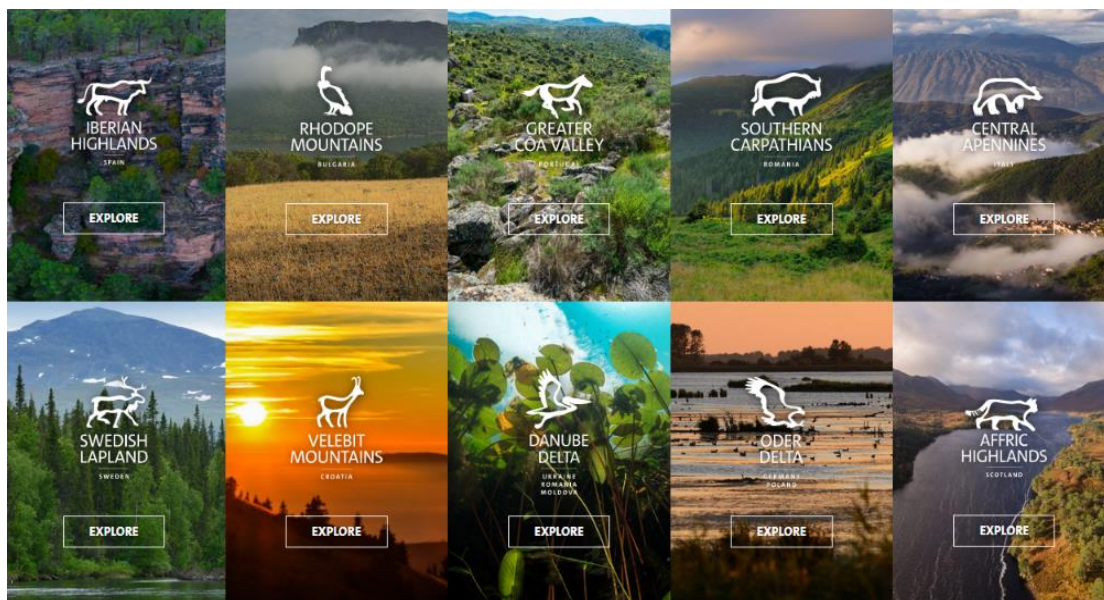 IBERIAN
HIGHLANDS
SPAIN
EXPLORE
RHODOPE
MOUNTAINS
BULGARIA
EXPLORE
GREATER
CÔA VALLEY
PORTUGAL
EXPLORE
SOUTHERN
CARPATHIANS
ROMANIA
EXPLORE
CENTRAL
APENNINES
ITALY
EXPLORE
SWEDISH
LAPLAND
SWEDEN
EXPLORE
VELEBIT
MOUNTAINS
CROATIA
EXPLORE
DANUBE
DELTA
UKRAINE
ROMANIA
MOLDOVA
EXPLORE
ODER
DELTA
GERMANY
POLAND
EXPLORE
AFFRIC
HIGHLANDS
SCOTLAND
EXPLORE